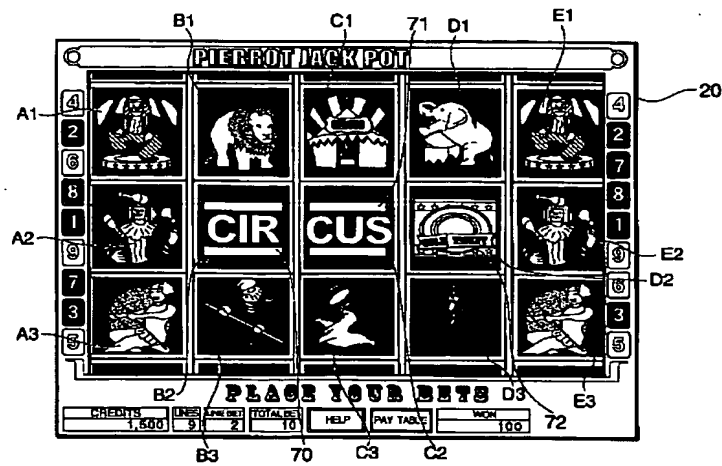 B1 C1 71 D1 E1
PIERROT JACK POT
A1 4 4 20
2 2
6 7
8 8
1 CIR CUS 1
A2 9 9 E2
D2
7 6
3 3
A3 5 5
B2 PLACE YOUR BETS D3 E3
CREDITS LINES LINE BET TOTAL BET HELP PAY TABLE WON 72
1,500 9 2 10 100
B3 70 C3 C2